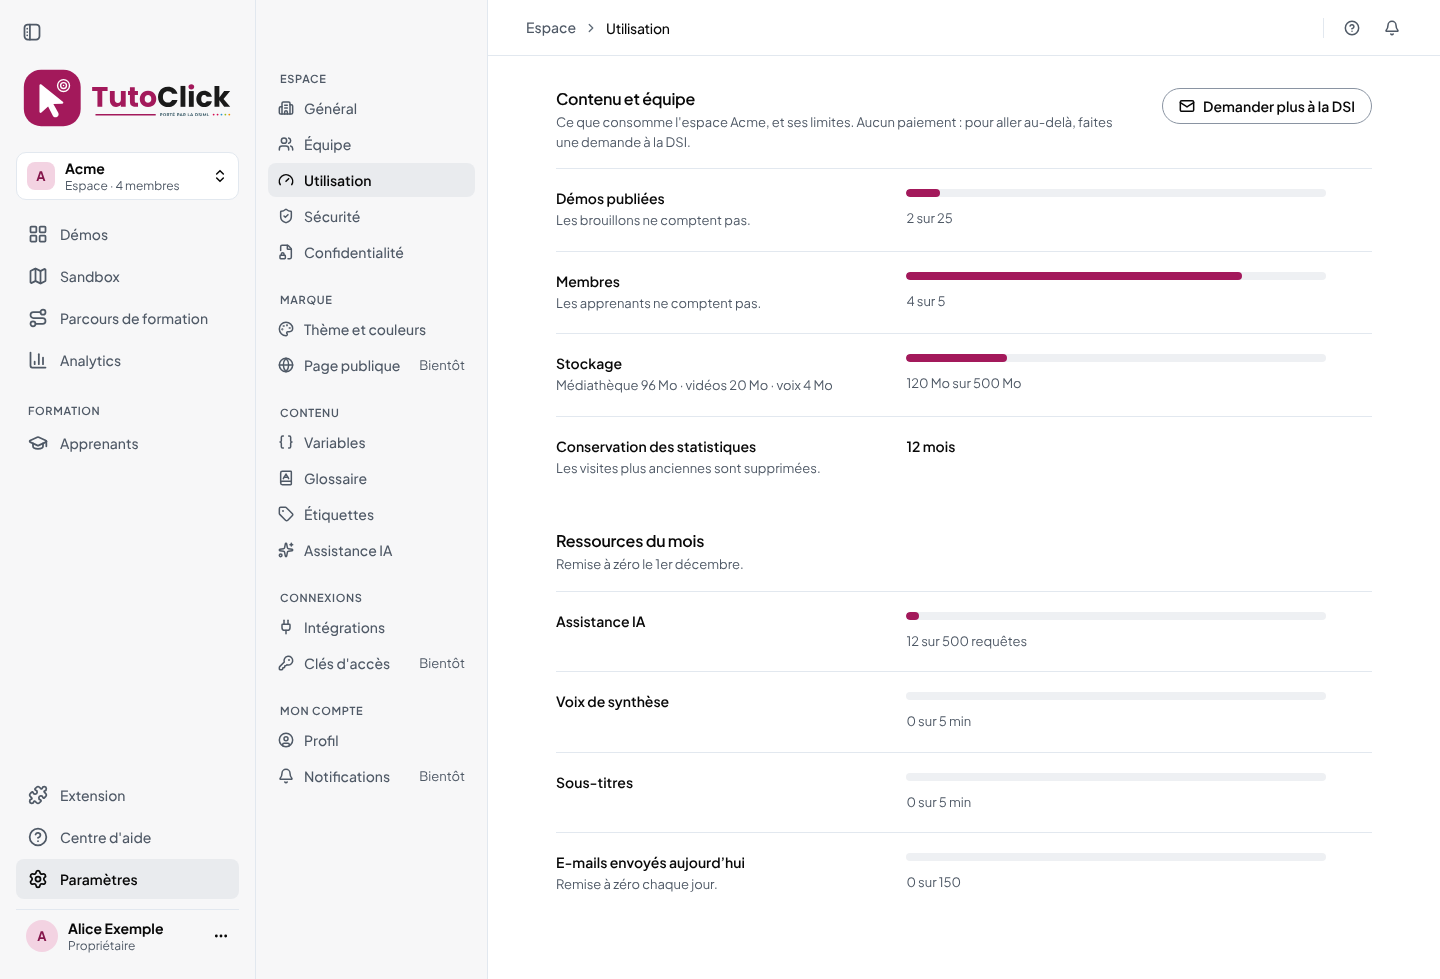 TutoClick
PORTÉ PAR LA DSIML
A
Acme
Espace · 4 membres
Démos
Sandbox
Parcours de formation
Analytics
FORMATION
Apprenants
Extension
Centre d'aide
Paramètres
A
Alice Exemple
Propriétaire
ESPACE
Général
Équipe
Utilisation
Sécurité
Confidentialité
MARQUE
Thème et couleurs
Page publique Bientôt
CONTENU
Variables
Glossaire
Étiquettes
Assistance IA
CONNEXIONS
Intégrations
Clés d'accès Bientôt
MON COMPTE
Profil
Notifications Bientôt
Espace > Utilisation
Contenu et équipe
Ce que consomme l'espace Acme, et ses limites. Aucun paiement : pour aller au-delà, faites
une demande à la DSI.
Demander plus à la DSI
Démos publiées
Les brouillons ne comptent pas.
2 sur 25
Membres
Les apprenants ne comptent pas.
4 sur 5
Stockage
Médiathèque 96 Mo · vidéos 20 Mo · voix 4 Mo
120 Mo sur 500 Mo
Conservation des statistiques
Les visites plus anciennes sont supprimées.
12 mois
Ressources du mois
Remise à zéro le 1er décembre.
Assistance IA
12 sur 500 requêtes
Voix de synthèse
0 sur 5 min
Sous-titres
0 sur 5 min
E-mails envoyés aujourd’hui
Remise à zéro chaque jour.
0 sur 150